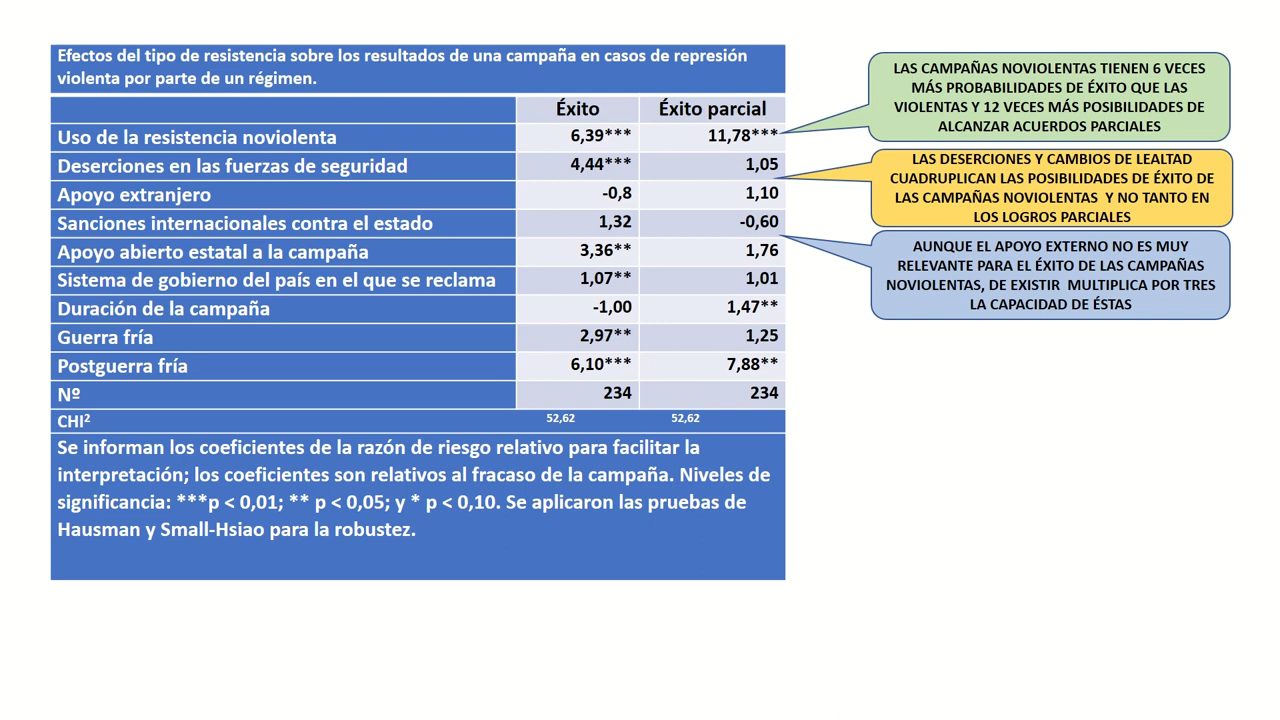 Efectos del tipo de resistencia sobre los resultados de una campaña en casos de represión
violenta por parte de un régimen.
Éxito Éxito parcial
Uso de la resistencia noviolenta 6,39*** 11,78***
Deserciones en las fuerzas de seguridad 4,44*** 1,05
Apoyo extranjero -0,8 1,10
Sanciones internacionales contra el estado 1,32 -0,60
Apoyo abierto estatal a la campaña 3,36** 1,76
Sistema de gobierno del país en el que se reclama 1,07** 1,01
Duración de la campaña -1,00 1,47**
Guerra fría 2,97** 1,25
Postguerra fría 6,10*** 7,88**
Nº 234 234
CHI² 52,62 52,62
Se informan los coeficientes de la razón de riesgo relativo para facilitar la
interpretación; los coeficientes son relativos al fracaso de la campaña. Niveles de
significancia: ***p < 0,01; ** p < 0,05; y * p < 0,10. Se aplicaron las pruebas de
Hausman y Small-Hsiao para la robustez.
LAS CAMPAÑAS NOVIOLENTAS TIENEN 6 VECES
MÁS PROBABILIDADES DE ÉXITO QUE LAS
VIOLENTAS Y 12 VECES MÁS POSIBILIDADES DE
ALCANZAR ACUERDOS PARCIALES
LAS DESERCIONES Y CAMBIOS DE LEALTAD
CUADRUPLICAN LAS POSIBILIDADES DE ÉXITO DE
LAS CAMPAÑAS NOVIOLENTAS Y NO TANTO EN
LOS LOGROS PARCIALES
AUNQUE EL APOYO EXTERNO NO ES MUY
RELEVANTE PARA EL ÉXITO DE LAS CAMPAÑAS
NOVIOLENTAS, DE EXISTIR MULTIPLICA POR TRES
LA CAPACIDAD DE ÉSTAS